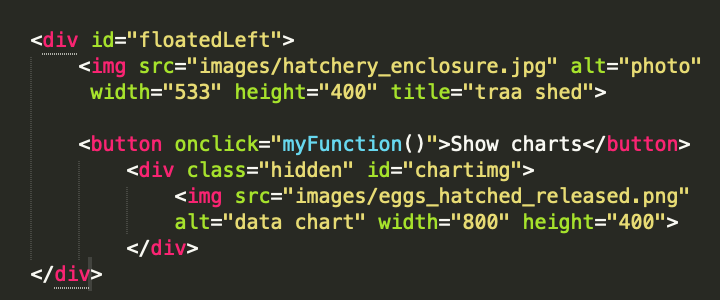 <div id="floatedLeft">
<img src="images/hatchery_enclosure.jpg" alt="photo"
width="533" height="400" title="traa shed">
<button onclick="myFunction()">Show charts</button>
<div class="hidden" id="chartimg">
<img src="images/eggs_hatched_released.png"
alt="data chart" width="800" height="400">
</div>
</div>